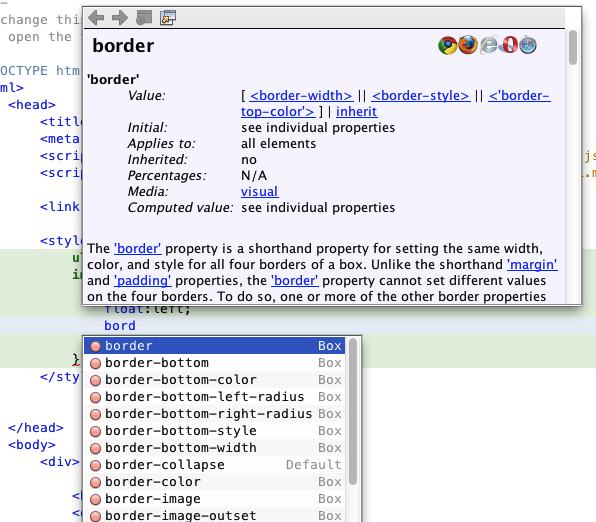 change this
open the
border
OCTYPE htm
'border'
ml>
Value: [ <border-width> || <border-style> || <'border-
<head>
top-color'> ] | inherit
<titl
Initial: see individual properties
<meta
Applies to: all elements
<scrip
Inherited: no
js
<scrip
Percentages: N/A
.m
Media: visual
<link
Computed value: see individual properties
<style
The 'border' property is a shorthand property for setting the same width,
color, and style for all four borders of a box. Unlike the shorthand 'margin'
and 'padding' properties, the 'border' property cannot set different values
on the four borders. To do so, one or more of the other border properties
float:left;
bord
border Box
}
border-bottom Box
</sty
border-bottom-color Box
border-bottom-left-radius Box
border-bottom-right-radius Box
</head>
border-bottom-style Box
<body>
border-bottom-width Box
<div>
border-collapse Default
border-color Box
border-image Box
border-image-outset Box